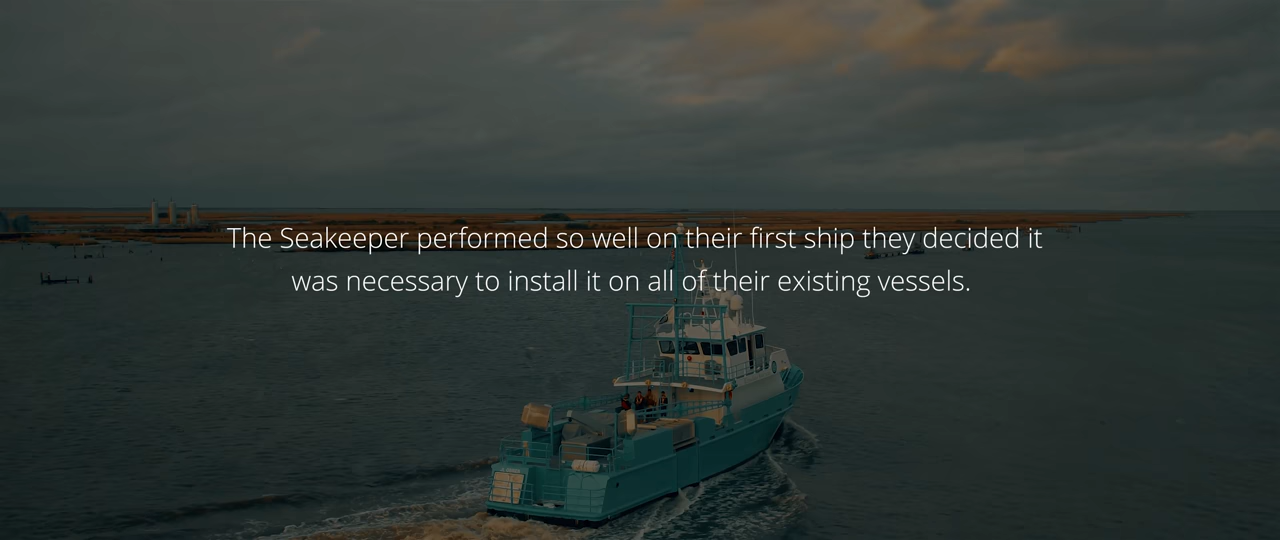 The Seakeeper performed so well on their first ship they decided it
was necessary to install it on all of their existing vessels.